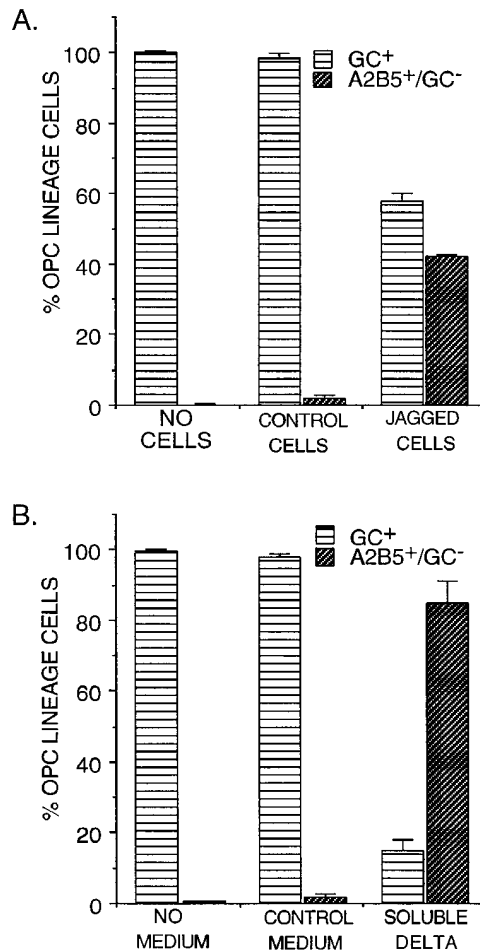 A.
% OPC LINEAGE CELLS
100
80
60
40
20
0
GC+
A2B5+/GC-
NO CELLS
CONTROL CELLS
JAGGED CELLS
B.
% OPC LINEAGE CELLS
100
80
60
40
20
0
GC+
A2B5+/GC-
NO MEDIUM
CONTROL MEDIUM
SOLUBLE DELTA